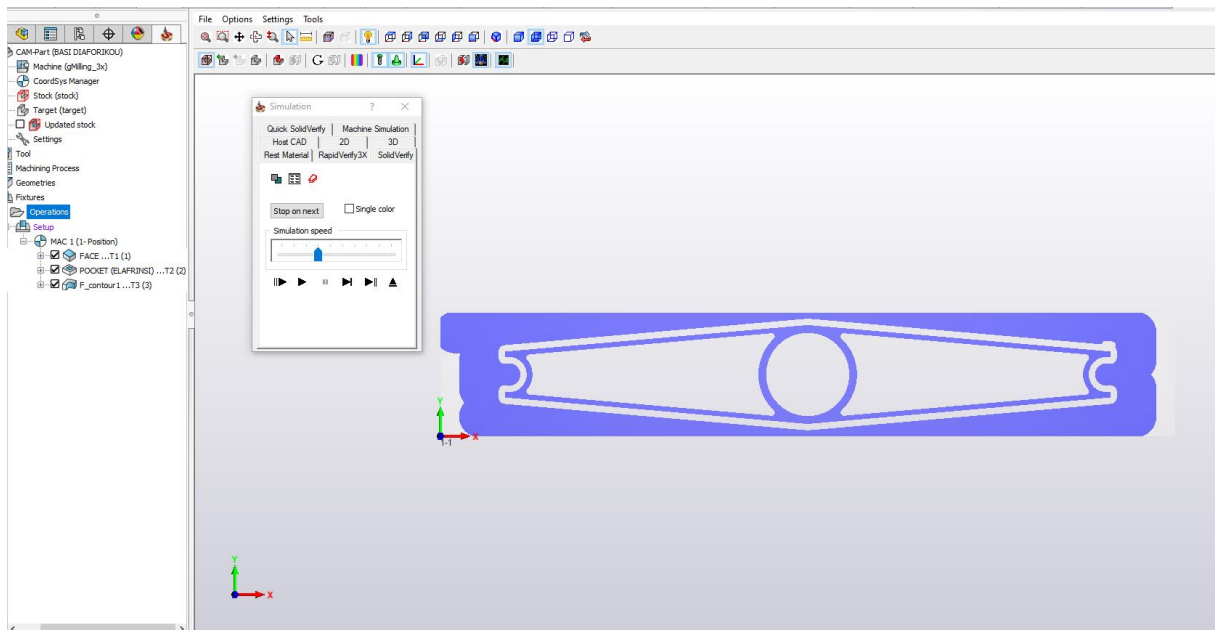 File Options Settings Tools
CAM-Part (BASI DIAFORIKOU)
Machine (gMilling_3x)
CoordSys Manager
Stock (stock)
Target (target)
Updated stock
Settings
Tool
Machining Process
Geometries
Fixtures
Operations
Setup
MAC 1 (1- Position)
FACE ...T1 (1)
POCKET (ELAFRINSI) ...T2 (2)
F_contour1 ...T3 (3)
Simulation ? ×
Quick SolidVerify Machine Simulation
Host CAD 2D 3D
Rest Material RapidVerify3X SolidVerify
Stop on next Single color
Simulation speed
Y
X
1-1
Y
X